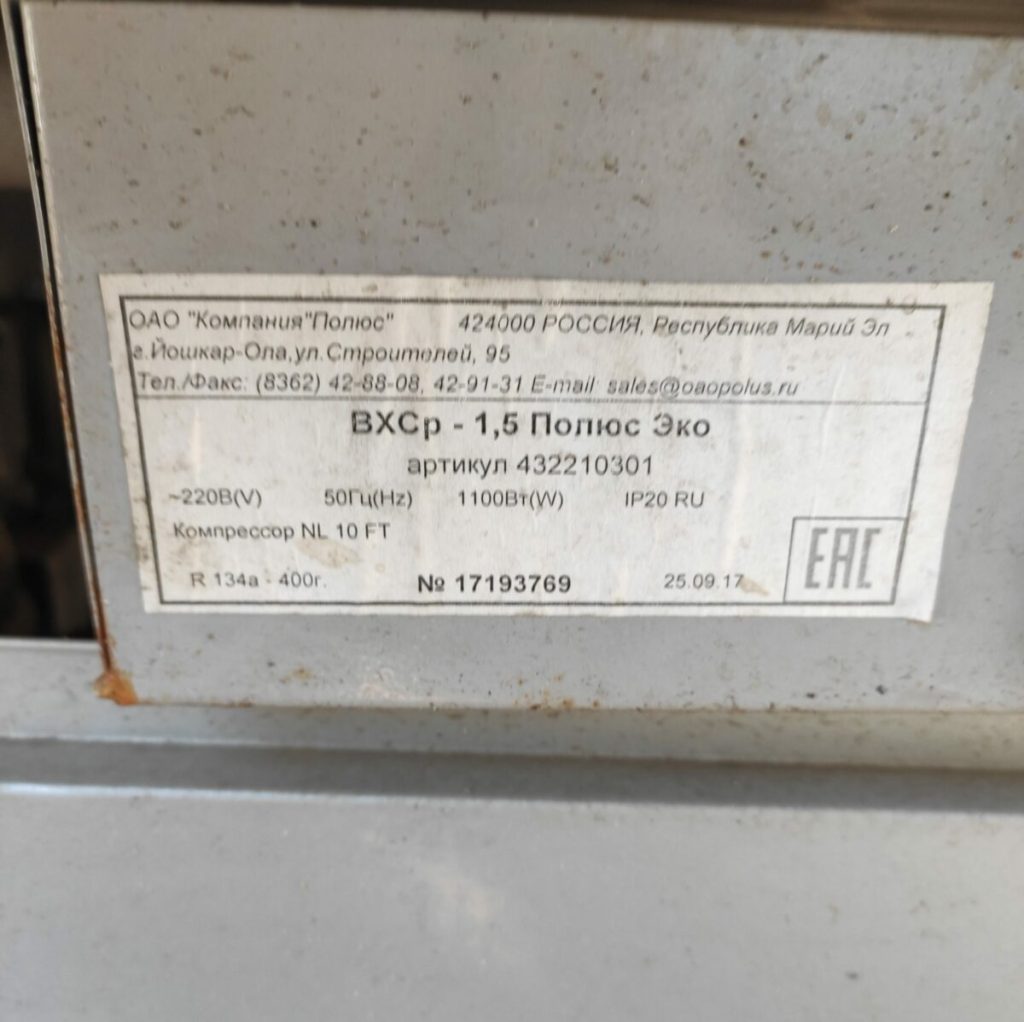 ОАО "Компания"Полюс" 424000 РОССИЯ, Республика Марий Эл
г.Йошкар-Ола,ул.Строителей, 95
Тел./Факс: (8362) 42-88-08, 42-91-31 E-mail: sales@oaopolus.ru
ВХСр - 1,5 Полюс Эко
артикул 432210301
~220В(V) 50Гц(Hz) 1100Вт(W) IP20 RU
Компрессор NL 10 FT
R 134a - 400г. № 17193769 25.09.17 EAC